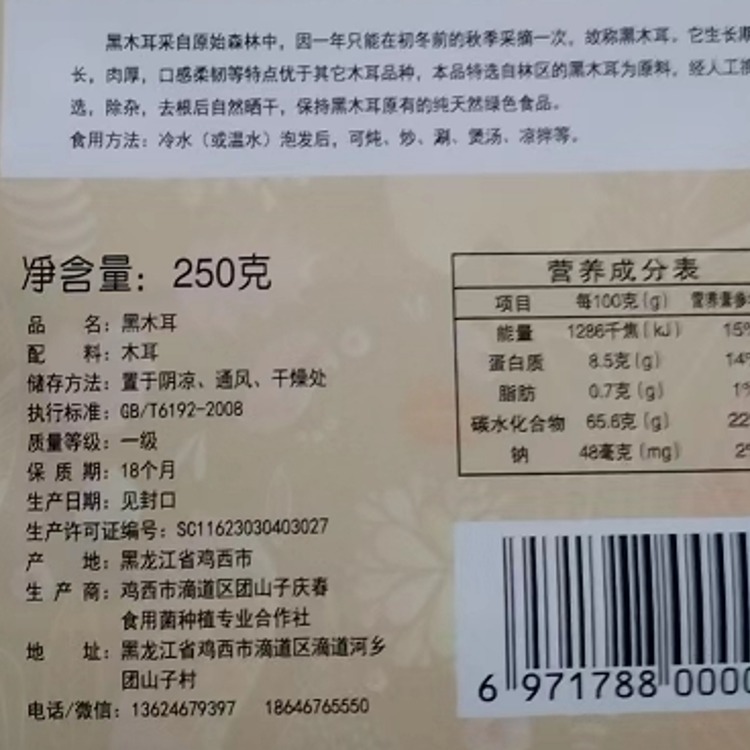 黑木耳采自原始森林中，因一年只能在初冬前的秋季采摘一次，故称黑木耳。它生长期
长，肉厚，口感柔韧等特点优于其它木耳品种，本品特选自林区的黑木耳为原料，经人工挑
选，除杂，去根后自然晒干，保持黑木耳原有的纯天然绿色食品。
食用方法：冷水（或温水）泡发后，可炖、炒、涮、煲汤、凉拌等。
净含量：250克
品 名：黑木耳
配 料：木耳
储存方法：置于阴凉、通风、干燥处
执行标准：GB/T6192-2008
质量等级：一级
保 质 期：18个月
生产日期：见封口
生产许可证编号：SC11623030403027
产 地：黑龙江省鸡西市
生 产 商：鸡西市滴道区团山子庆春
食用菌种植专业合作社
地 址：黑龙江省鸡西市滴道区滴道河乡
团山子村
电话/微信：13624679397 18646765550
营养成分表
项目 每100克(g) 营养素参
能量 1286千焦(kJ) 15%
蛋白质 8.5克(g) 14%
脂肪 0.7克(g) 1%
碳水化合物 65.6克(g) 22
钠 48毫克(mg) 2%
6 971788 000